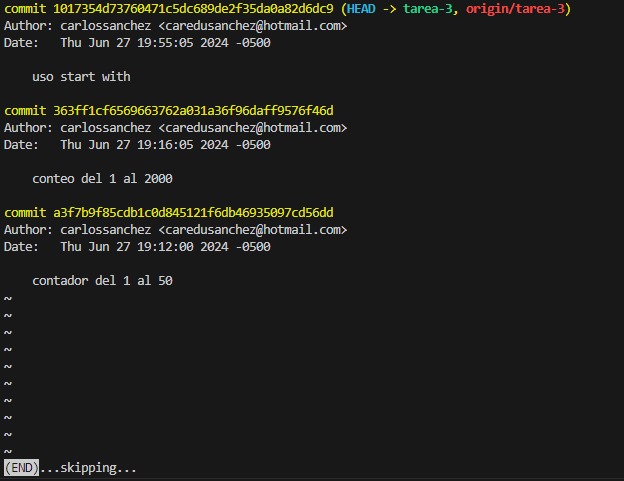 commit 1017354d73760471c5dc689de2f35da0a82d6dc9 (HEAD -> tarea-3, origin/tarea-3)
Author: carlossanchez <caredusanchez@hotmail.com>
Date:   Thu Jun 27 19:55:05 2024 -0500
uso start with
commit 363ff1cf6569663762a031a36f96daff9576f46d
Author: carlossanchez <caredusanchez@hotmail.com>
Date:   Thu Jun 27 19:16:05 2024 -0500
conteo del 1 al 2000
commit a3f7b9f85cdb1c0d845121f6db46935097cd56dd
Author: carlossanchez <caredusanchez@hotmail.com>
Date:   Thu Jun 27 19:12:00 2024 -0500
contador del 1 al 50
~
~
~
~
~
~
~
~
~
~
(END)...skipping...